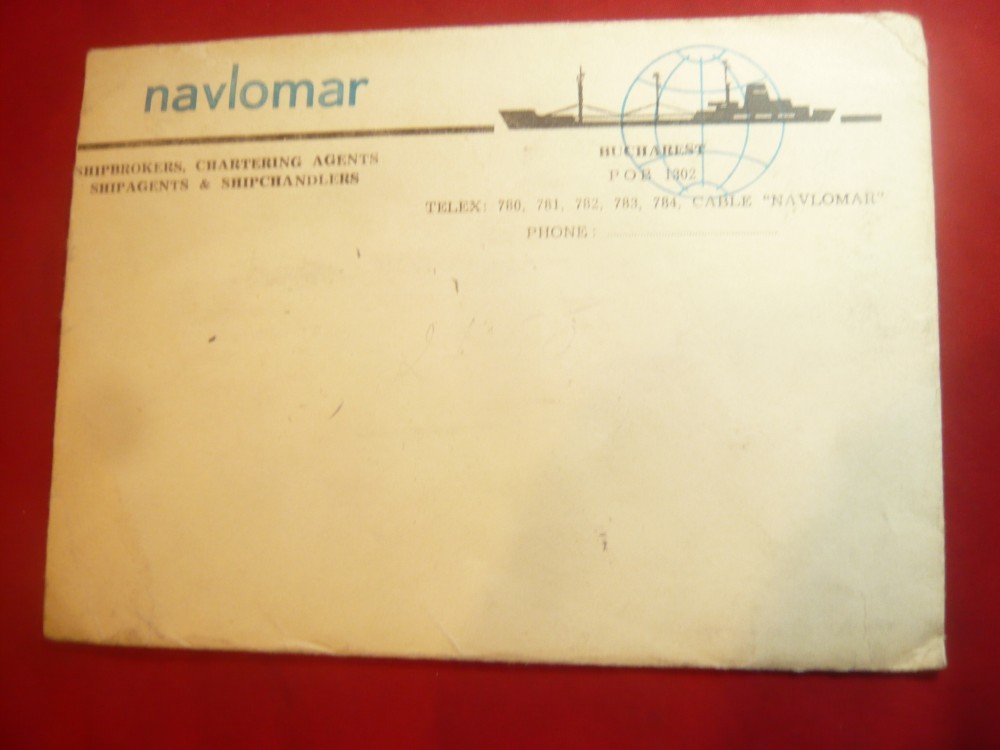 navlomar
SHIPBROKERS, CHARTERING AGENTS
SHIPAGENTS & SHIPCHANDLERS
BUCHAREST
POB 1302
TELEX: 780, 781, 782, 783, 784, CABLE "NAVLOMAR"
PHONE: